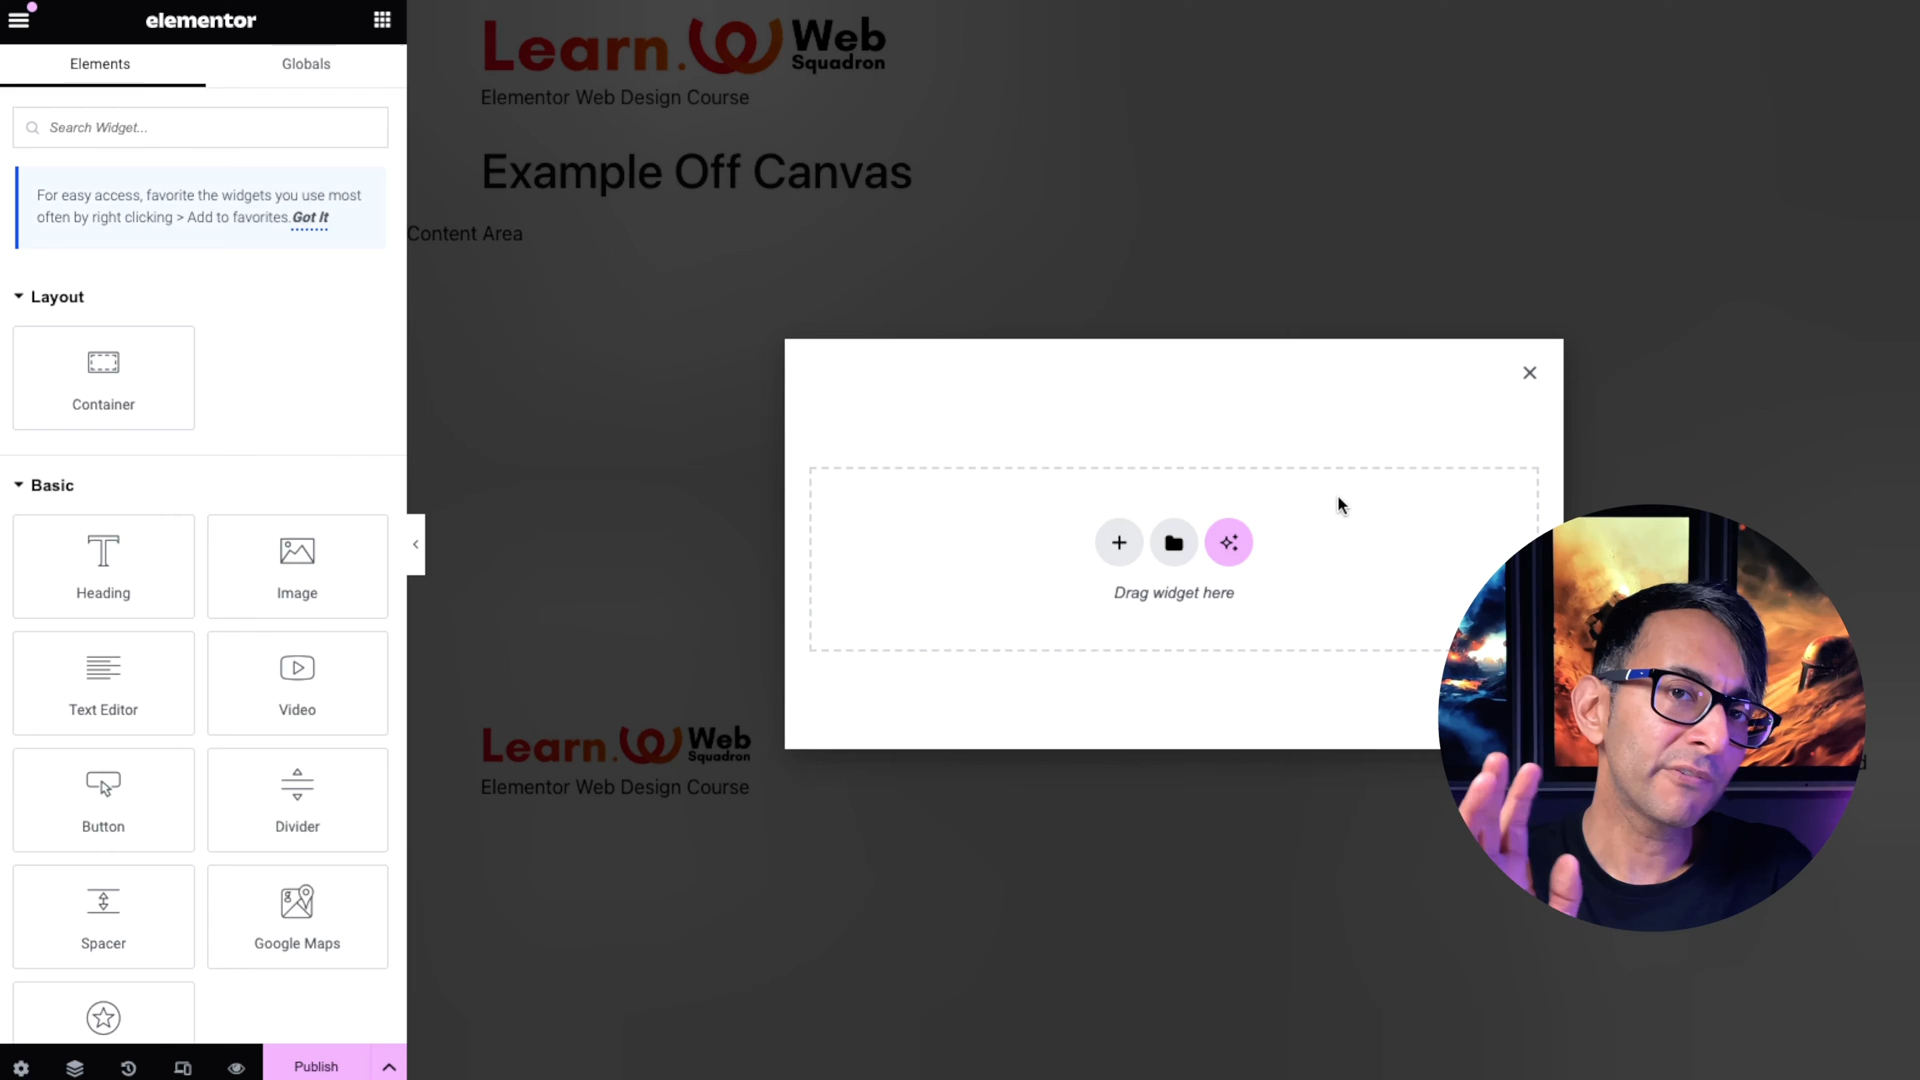 elementor
Elements
Globals
Search Widget...
For easy access, favorite the widgets you use most
often by right clicking > Add to favorites. Got It
Layout
Container
Basic
Heading
Image
Text Editor
Video
Button
Divider
Spacer
Google Maps
Publish
Learn. Web
Squadron
Elementor Web Design Course
Example Off Canvas
Content Area
Drag widget here
Learn. Web
Squadron
Elementor Web Design Course